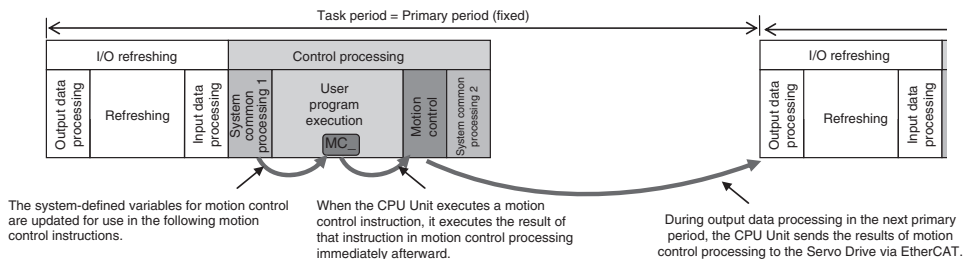 Task period = Primary period (fixed)
I/O refreshing
Control processing
I/O refreshing
Output data
processing
Refreshing
Input data
processing
System
common
processing 1
User
program
execution
MC_
Motion
control
System common
processing 2
Output data
processing
Refreshing
Input data
processing
The system-defined variables for motion control
are updated for use in the following motion
control instructions.
When the CPU Unit executes a motion
control instruction, it executes the result of
that instruction in motion control processing
immediately afterward.
During output data processing in the next primary
period, the CPU Unit sends the results of motion
control processing to the Servo Drive via EtherCAT.